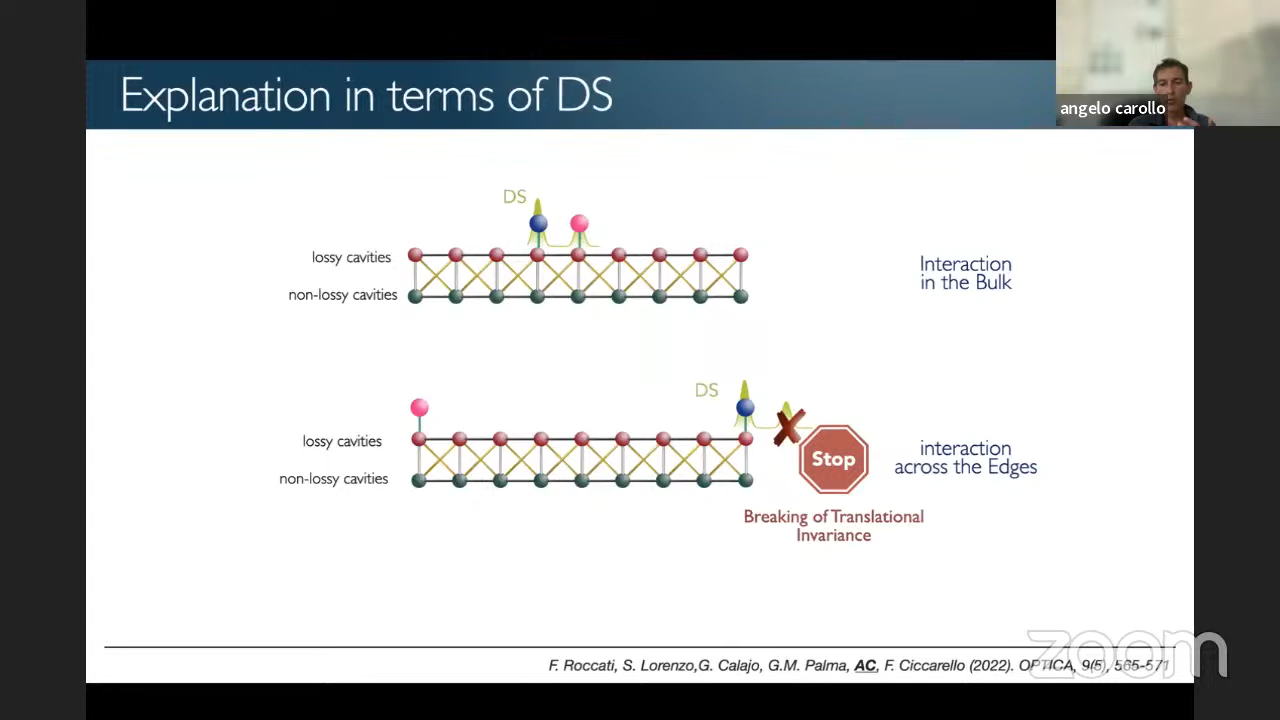 Explanation in terms of DS
angelo carollo
DS
lossy cavities
non-lossy cavities
Interaction
in the Bulk
DS
lossy cavities
non-lossy cavities
Stop
interaction
across the Edges
Breaking of Translational
Invariance
F. Roccati, S. Lorenzo,G. Calajo, G.M. Palma, AC, F. Ciccarello (2022). OPTICA, 9(5), 565-571
zoom